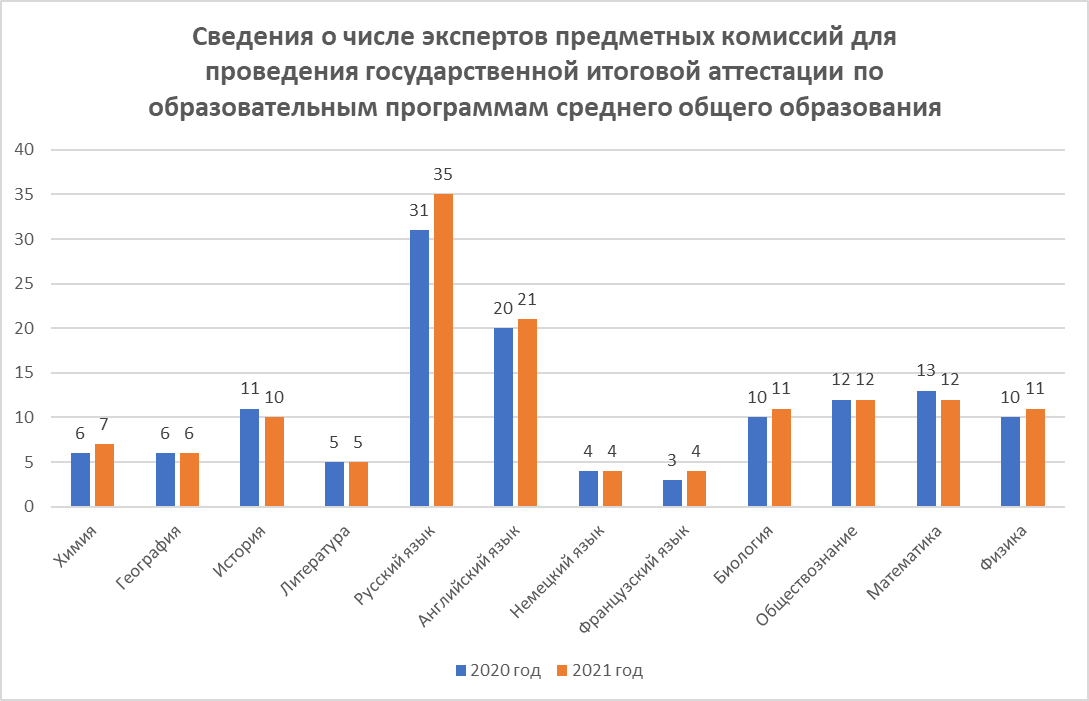 Сведения о числе экспертов предметных комиссий для
проведения государственной итоговой аттестации по
образовательным программам среднего общего образования
40
35
30
25
20
15
10
5
0
6 7
6 6
11 10
5 5
31 35
20 21
4 4
3 4
10 11
12 12
13 12
10 11
Химия
География
История
Литература
Русский язык
Английский язык
Немецкий язык
Французский язык
Биология
Обществознание
Математика
Физика
2020 год 2021 год